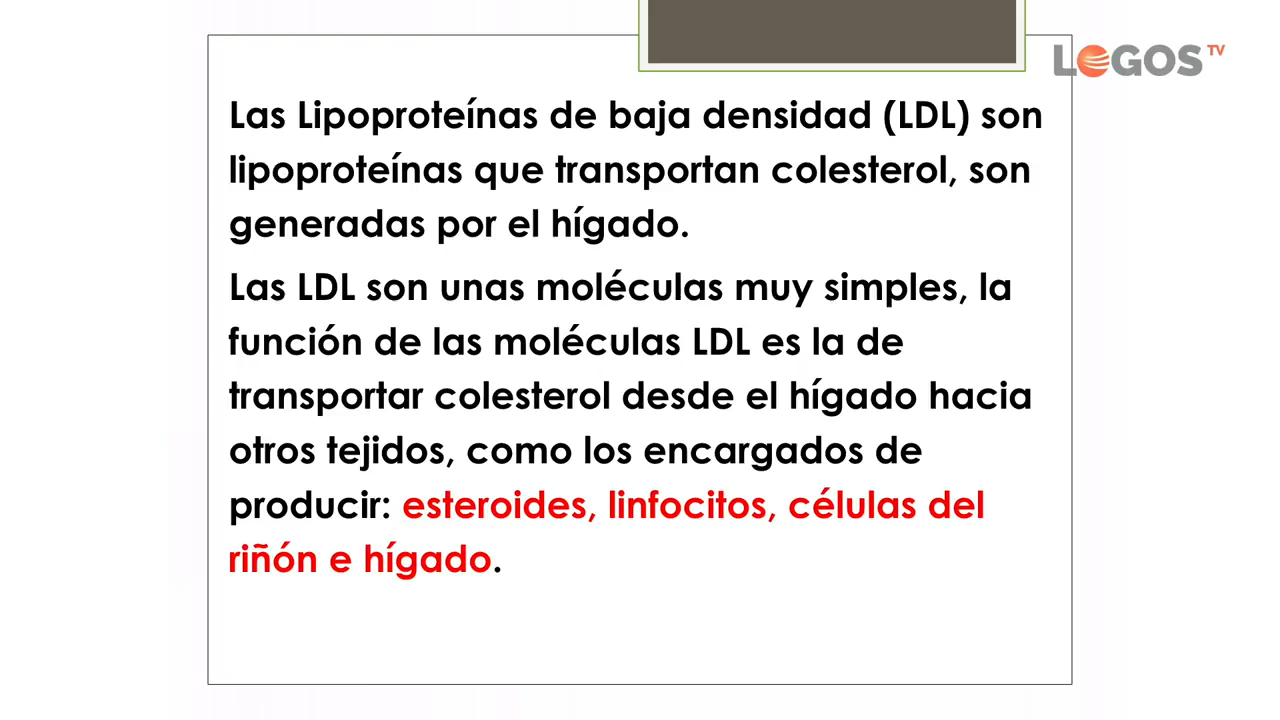 LOGOS TV
Las Lipoproteínas de baja densidad (LDL) son
lipoproteínas que transportan colesterol, son
generadas por el hígado.
Las LDL son unas moléculas muy simples, la
función de las moléculas LDL es la de
transportar colesterol desde el hígado hacia
otros tejidos, como los encargados de
producir: esteroides, linfocitos, células del
riñón e hígado.